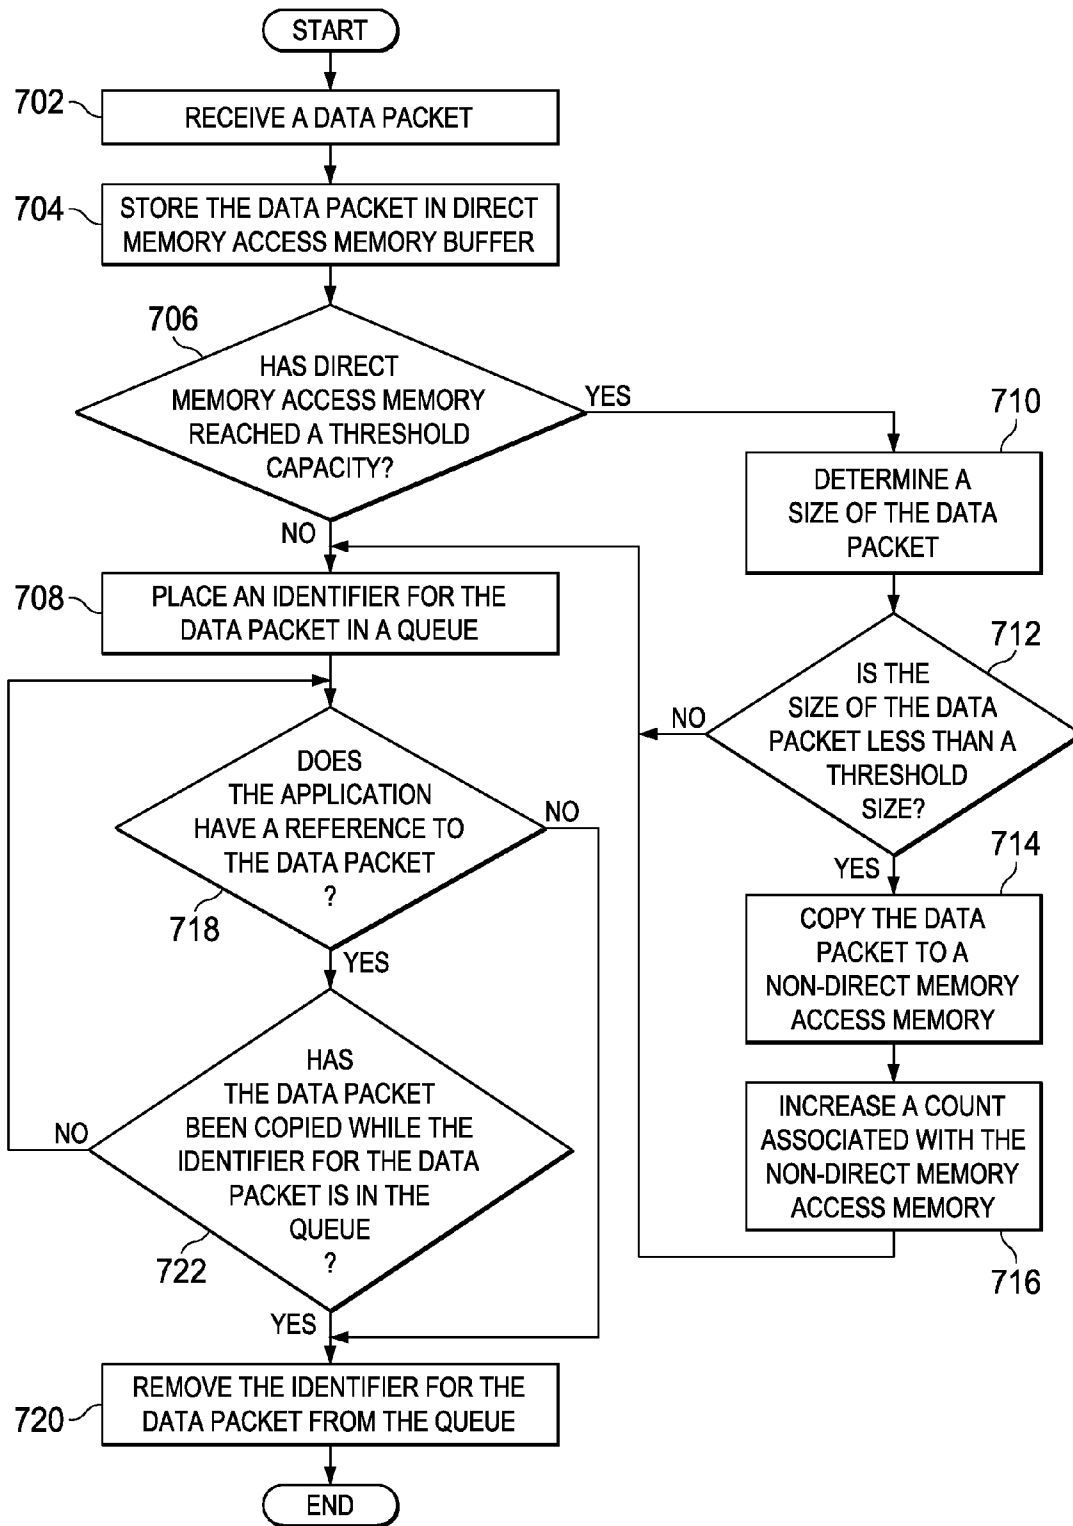 START
702
RECEIVE A DATA PACKET
704
STORE THE DATA PACKET IN DIRECT
MEMORY ACCESS MEMORY BUFFER
706
HAS DIRECT
MEMORY ACCESS MEMORY
REACHED A THRESHOLD
CAPACITY?
YES
NO
710
DETERMINE A
SIZE OF THE DATA
PACKET
708
PLACE AN IDENTIFIER FOR THE
DATA PACKET IN A QUEUE
712
IS THE
SIZE OF THE DATA
PACKET LESS THAN A
THRESHOLD
SIZE?
NO
YES
714
COPY THE DATA
PACKET TO A
NON-DIRECT MEMORY
ACCESS MEMORY
INCREASE A COUNT
ASSOCIATED WITH THE
NON-DIRECT MEMORY
ACCESS MEMORY
716
DOES
THE APPLICATION
HAVE A REFERENCE TO
THE DATA PACKET
?
NO
718
YES
HAS
THE DATA PACKET
BEEN COPIED WHILE THE
IDENTIFIER FOR THE DATA
PACKET IS IN THE
QUEUE
?
NO
722
YES
720
REMOVE THE IDENTIFIER FOR THE
DATA PACKET FROM THE QUEUE
END